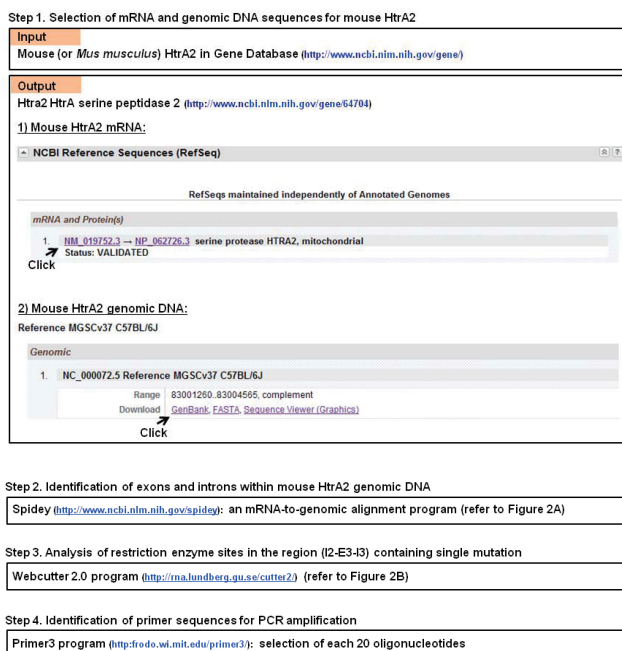 Step 1. Selection of mRNA and genomic DNA sequences for mouse HtrA2
Input
Mouse (or Mus musculus) HtrA2 in Gene Database (http://www.ncbi.nim.nih.gov/gene/)
Output
Htra2 HtrA serine peptidase 2 (http://www.ncbi.nlm.nih.gov/gene/64704)
1) Mouse HtrA2 mRNA:
NCBI Reference Sequences (RefSeq)
RefSeqs maintained independently of Annotated Genomes
mRNA and Protein(s)
1. NM_019752.3 → NP_062726.3 serine protease HTRA2, mitochondrial
Status: VALIDATED
Click
2) Mouse HtrA2 genomic DNA:
Reference MGSCv37 C57BL/6J
Genomic
1. NC_000072.5 Reference MGSCv37 C57BL/6J
Range 83001260..83004565, complement
Download GenBank, FASTA, Sequence Viewer (Graphics)
Click
Step 2. Identification of exons and introns within mouse HtrA2 genomic DNA
Spidey (http://www.ncbi.nlm.nih.gov/spidey): an mRNA-to-genomic alignment program (refer to Figure 2A)
Step 3. Analysis of restriction enzyme sites in the region (I2-E3-I3) containing single mutation
Webcutter 2.0 program (http://rna.lundberg.gu.se/cutter2/) (refer to Figure 2B)
Step 4. Identification of primer sequences for PCR amplification
Primer3 program (http:frodo.wi.mit.edu/primer3/): selection of each 20 oligonucleotides